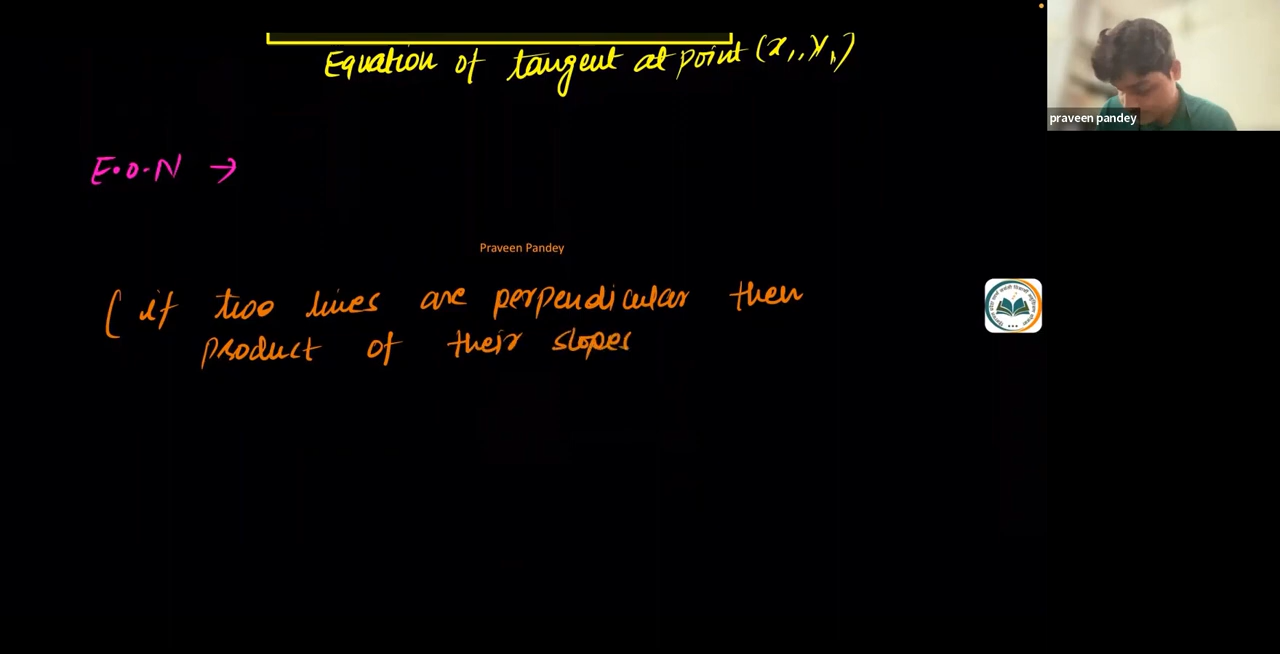 Equation of tangent at point (x₁, y₁)
praveen pandey
E.O.N →
Praveen Pandey
( if two lines are perpendicular then
product of their slopes